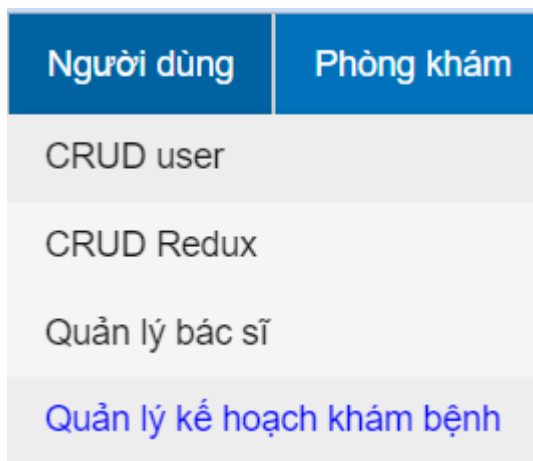 Người dùng
Phòng khám
CRUD user
CRUD Redux
Quản lý bác sĩ
Quản lý kế hoạch khám bệnh